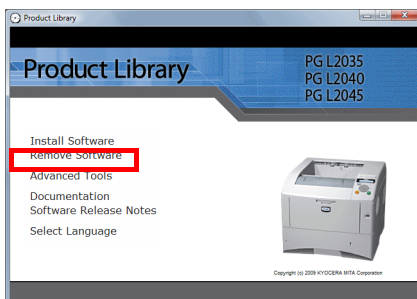 Product Library
Product Library
PG L2035
PG L2040
PG L2045
Install Software
Remove Software
Advanced Tools
Documentation
Software Release Notes
Select Language
Copyright (c) 2009 KYOCERA MITA Corporation